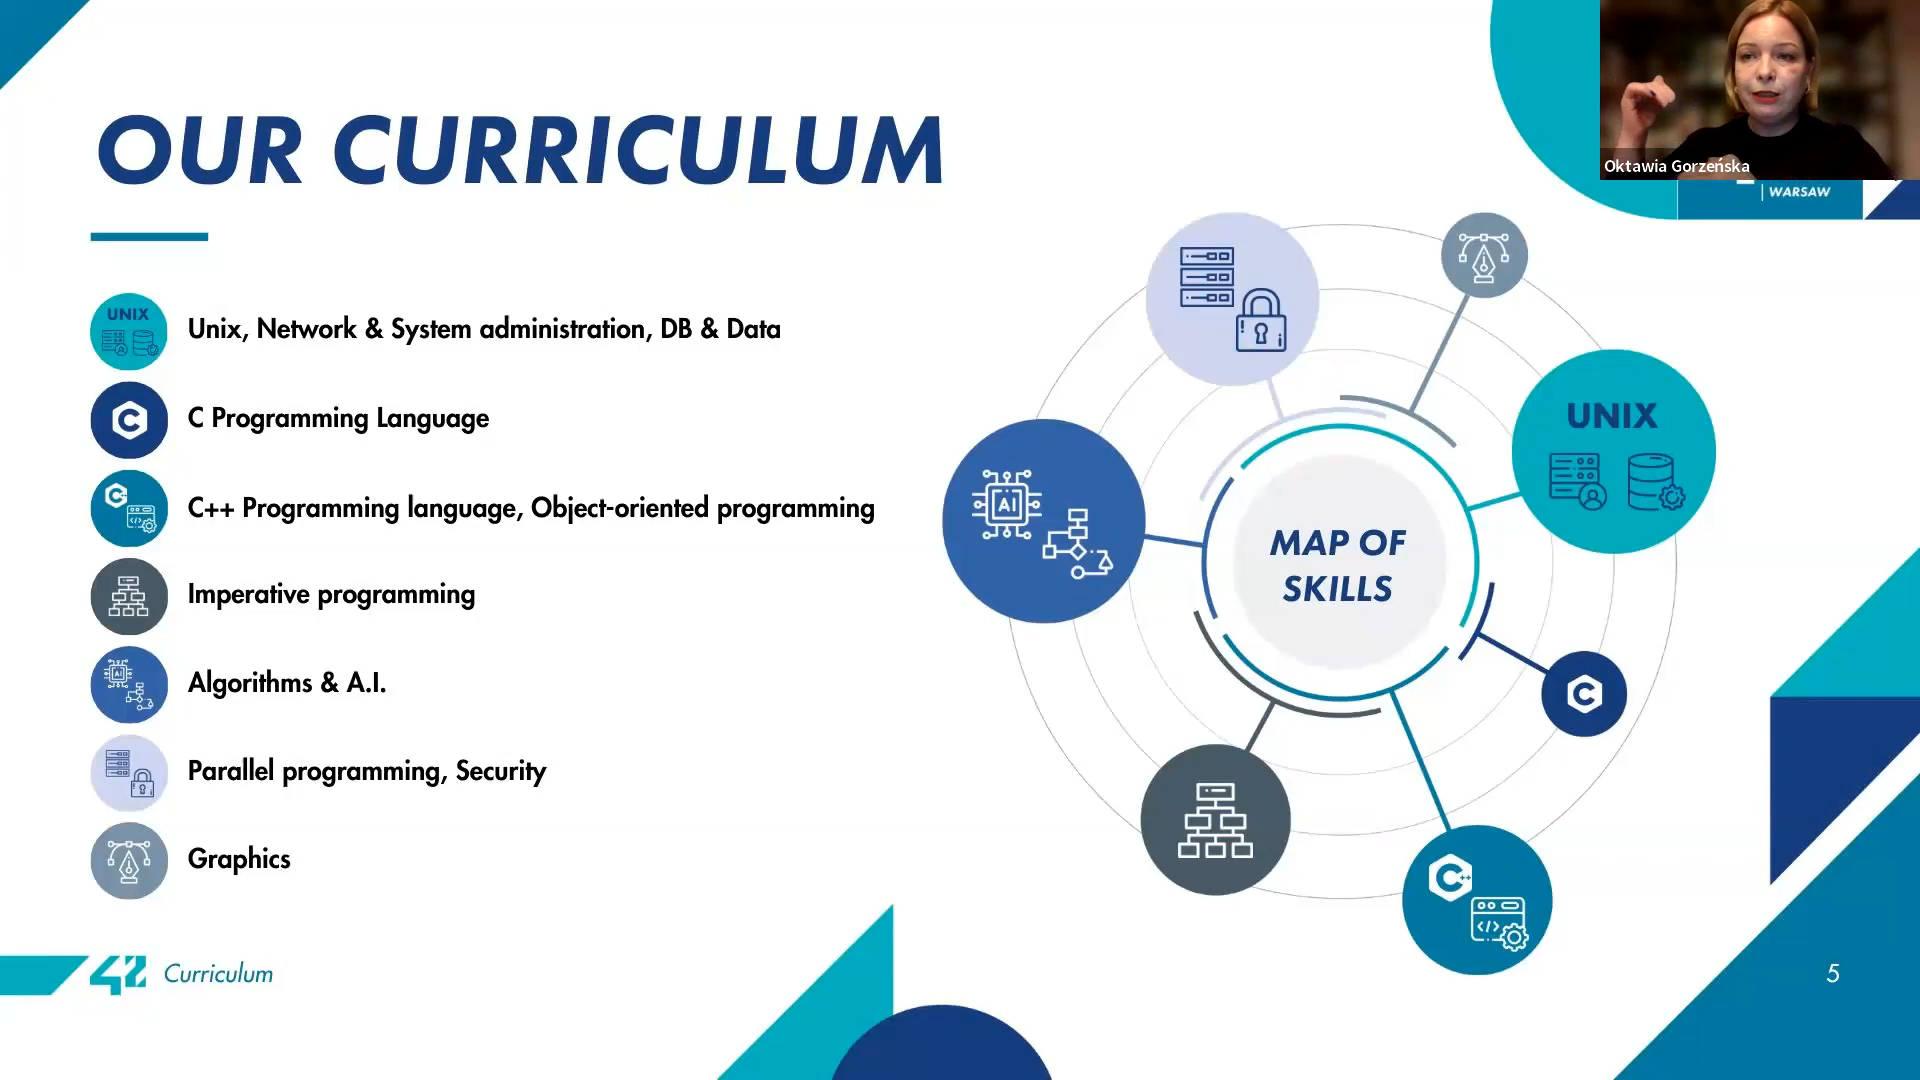 OUR CURRICULUM
Oktawia Gorzeńska
WARSAW
UNIX
Unix, Network & System administration, DB & Data
C
C Programming Language
C++
C++ Programming language, Object-oriented programming
Imperative programming
AI
Algorithms & A.I.
Parallel programming, Security
Graphics
UNIX
AI
MAP OF
SKILLS
C
C++
</>
42 Curriculum
5